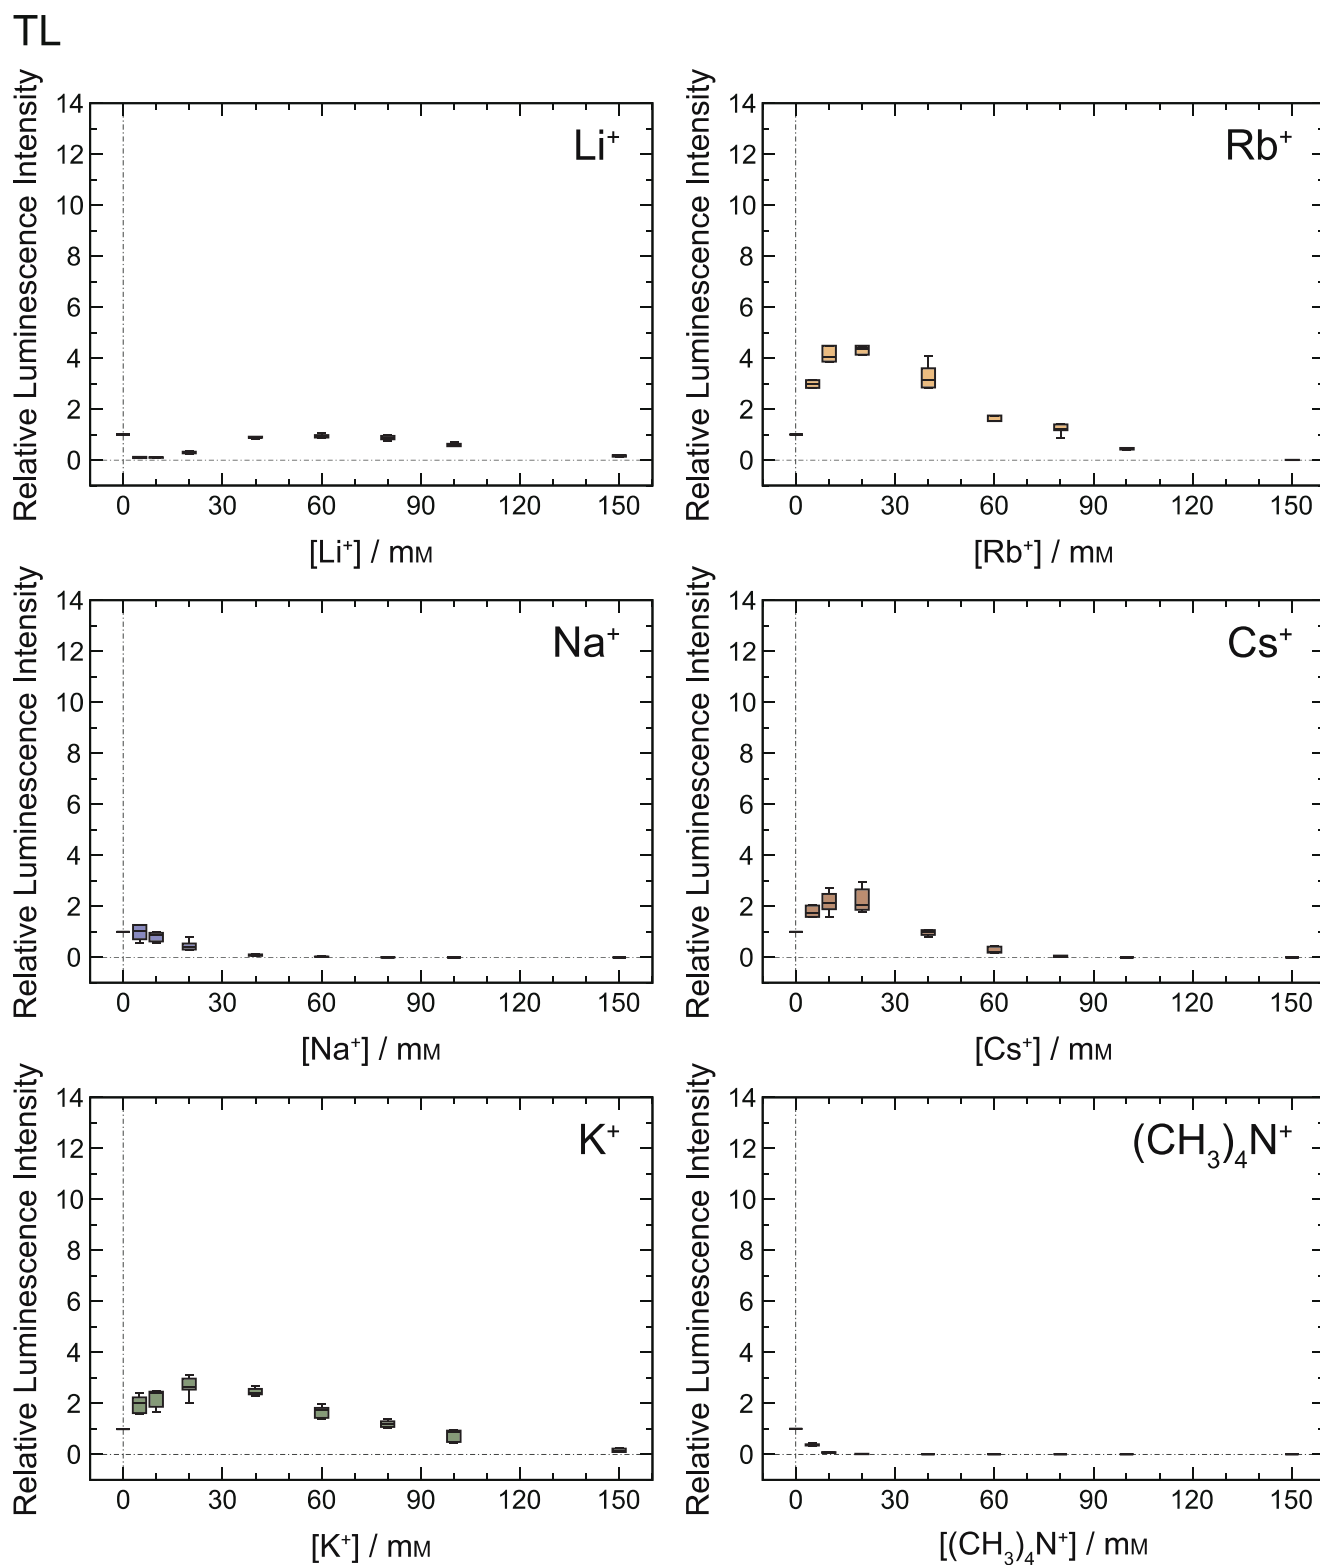 TL
Relative Luminescence Intensity
14
12
10
8
6
4
2
0
Li⁺
0 30 60 90 120 150
[Li⁺] / mM
Relative Luminescence Intensity
14
12
10
8
6
4
2
0
Rb⁺
0 30 60 90 120 150
[Rb⁺] / mM
Relative Luminescence Intensity
14
12
10
8
6
4
2
0
Na⁺
0 30 60 90 120 150
[Na⁺] / mM
Relative Luminescence Intensity
14
12
10
8
6
4
2
0
Cs⁺
0 30 60 90 120 150
[Cs⁺] / mM
Relative Luminescence Intensity
14
12
10
8
6
4
2
0
K⁺
0 30 60 90 120 150
[K⁺] / mM
Relative Luminescence Intensity
14
12
10
8
6
4
2
0
(CH₃)₄N⁺
0 30 60 90 120 150
[(CH₃)₄N⁺] / mM